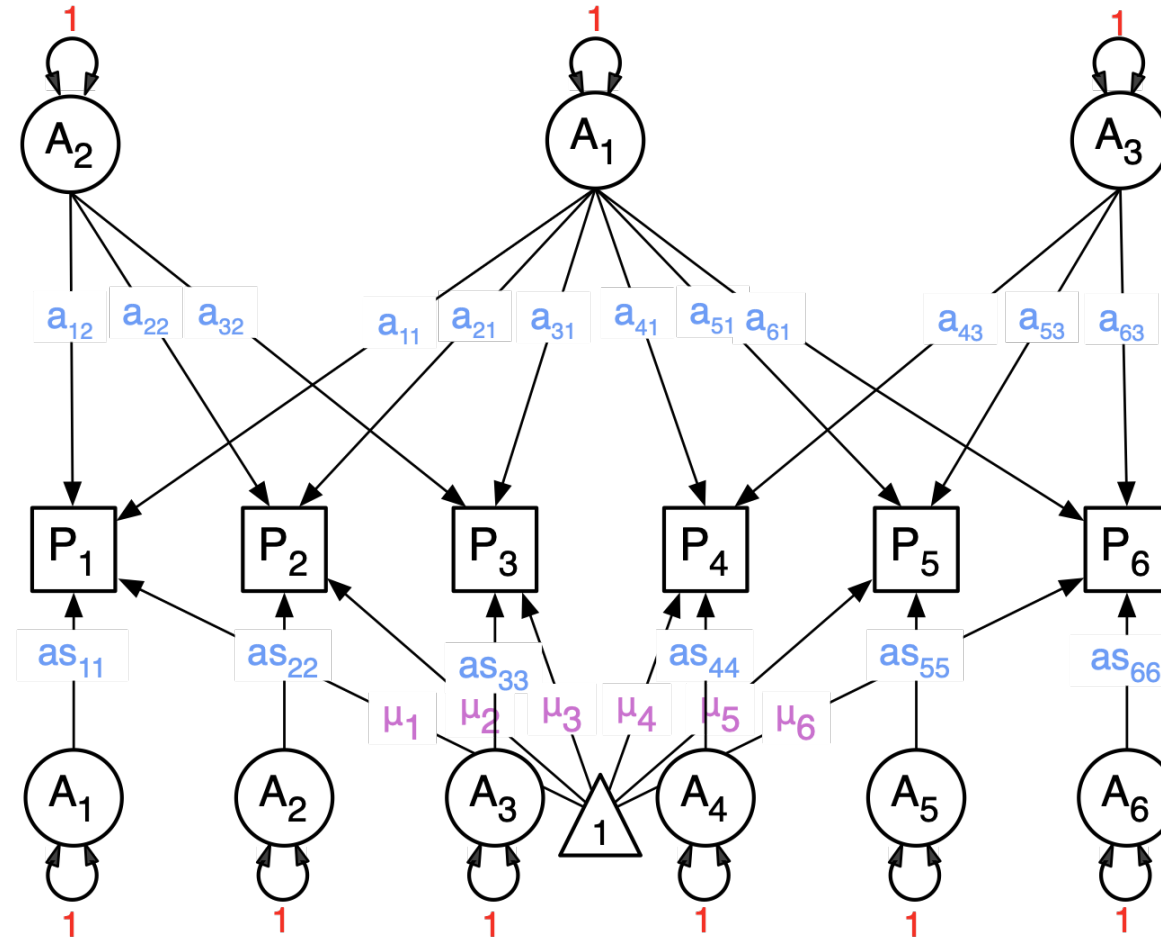 1 1 1
A₂ A₁ A₃
a₁₂ a₂₂ a₃₂ a₁₁ a₂₁ a₃₁ a₄₁ a₅₁ a₆₁ a₄₃ a₅₃ a₆₃
P₁ P₂ P₃ P₄ P₅ P₆
as₁₁ as₂₂ as₃₃ as₄₄ as₅₅ as₆₆
μ₁ μ₂ μ₃ μ₄ μ₅ μ₆
A₁ A₂ A₃ 1 A₄ A₅ A₆
1 1 1 1 1 1